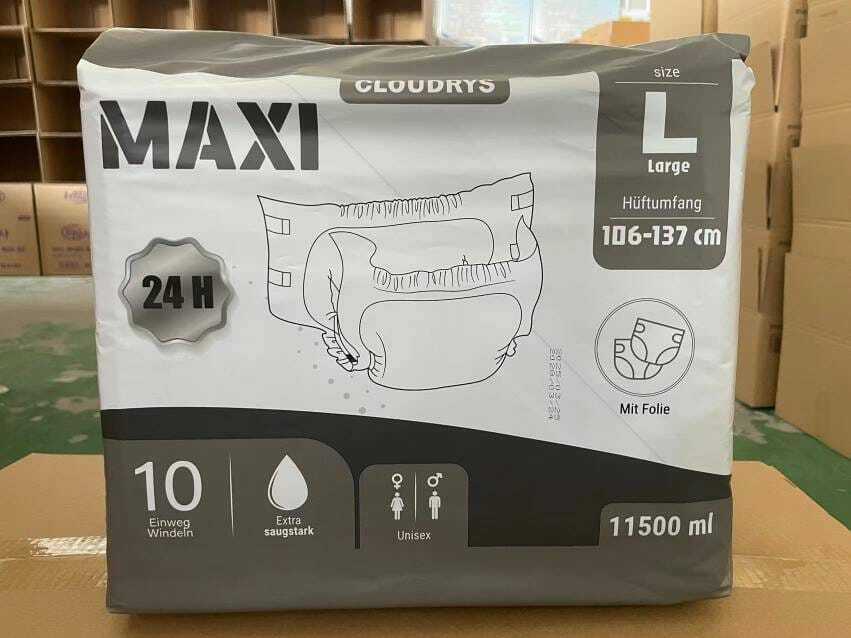 CLOUDRYS
MAXI
size
L
Large
Hüftumfang
106-137 cm
24 H
Mit Folie
10
Einweg
Windeln
Extra
saugstark
Unisex
11500 ml